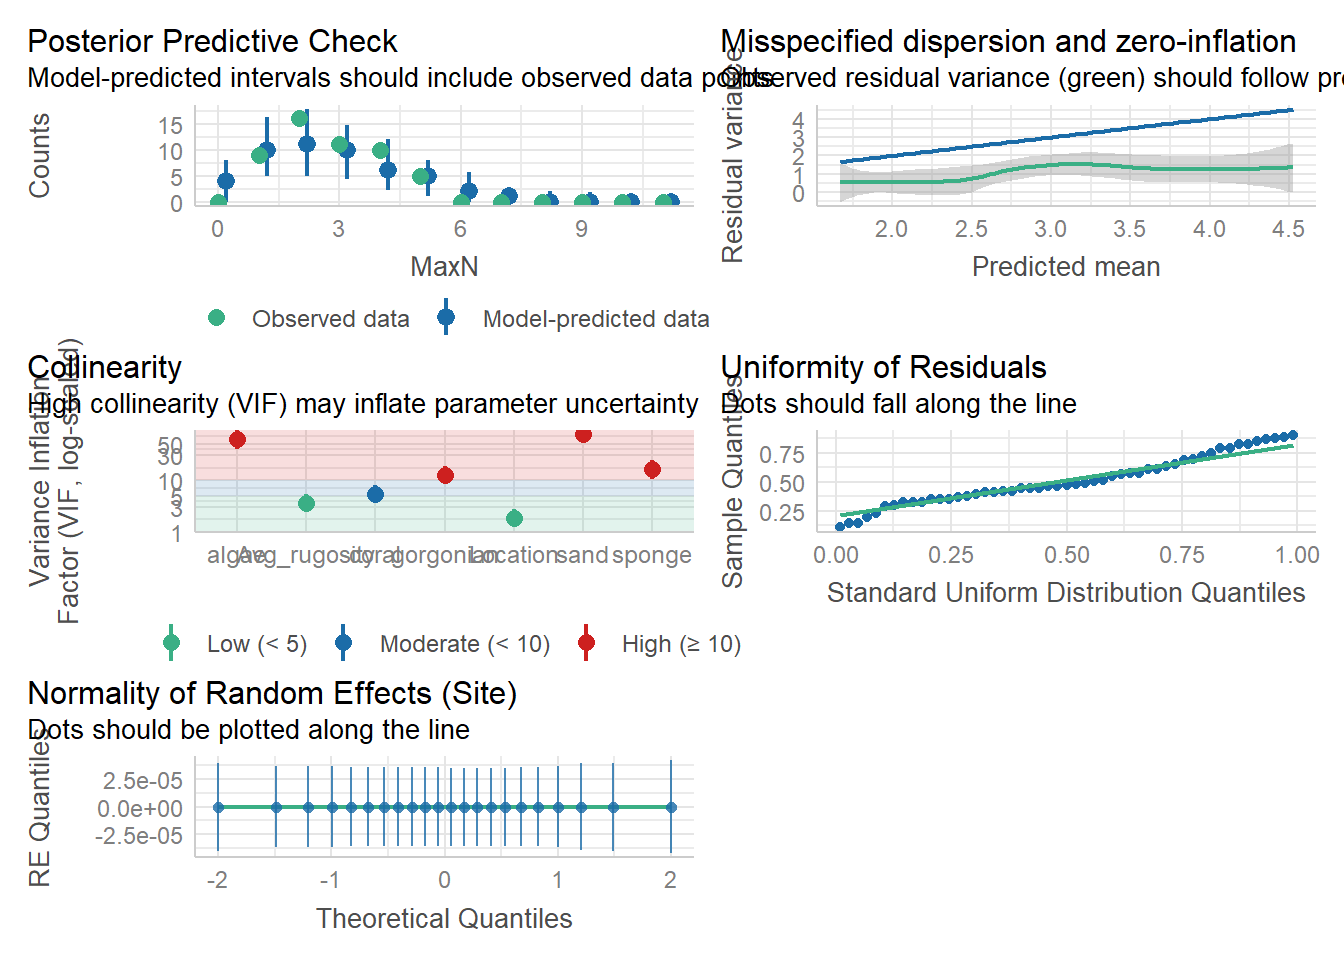 Posterior Predictive Check
Model-predicted intervals should include observed data points
Counts
15
10
5
0
0 3 6 9
MaxN
Observed data Model-predicted data
Misspecified dispersion and zero-inflation
Observed residual variance (green) should follow pre
Residual variance
4
3
2
1
0
2.0 2.5 3.0 3.5 4.0 4.5
Predicted mean
Collinearity
High collinearity (VIF) may inflate parameter uncertainty
Variance Inflation
Factor (VIF, log-scaled)
50
30
10
5
3
1
algae Avg_rugosity coral gorgonian Location sand sponge
Low (< 5) Moderate (< 10) High (≥ 10)
Uniformity of Residuals
Dots should fall along the line
Sample Quantiles
0.75
0.50
0.25
0.00 0.25 0.50 0.75 1.00
Standard Uniform Distribution Quantiles
Normality of Random Effects (Site)
Dots should be plotted along the line
RE Quantiles
2.5e-05
0.0e+00
-2.5e-05
-2 -1 0 1 2
Theoretical Quantiles